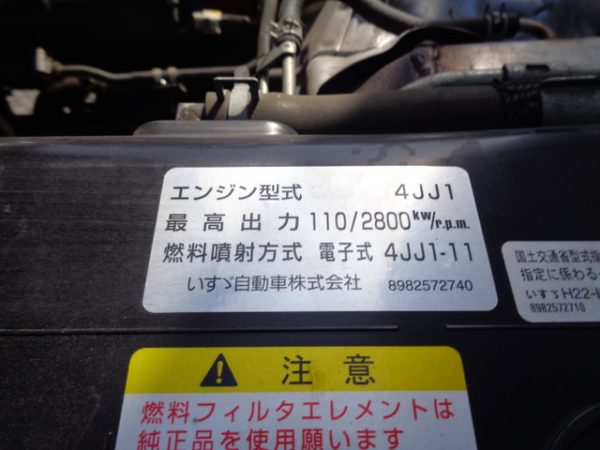 エンジン型式 4JJ1
最高出力 110/2800kw/r.p.m.
燃料噴射方式 電子式 4JJ1-11
いすゞ自動車株式会社 8982572740
国土交通省型式指
指定に係わる
いすゞH22-
8982572710
注意
燃料フィルタエレメントは
純正品を使用願います